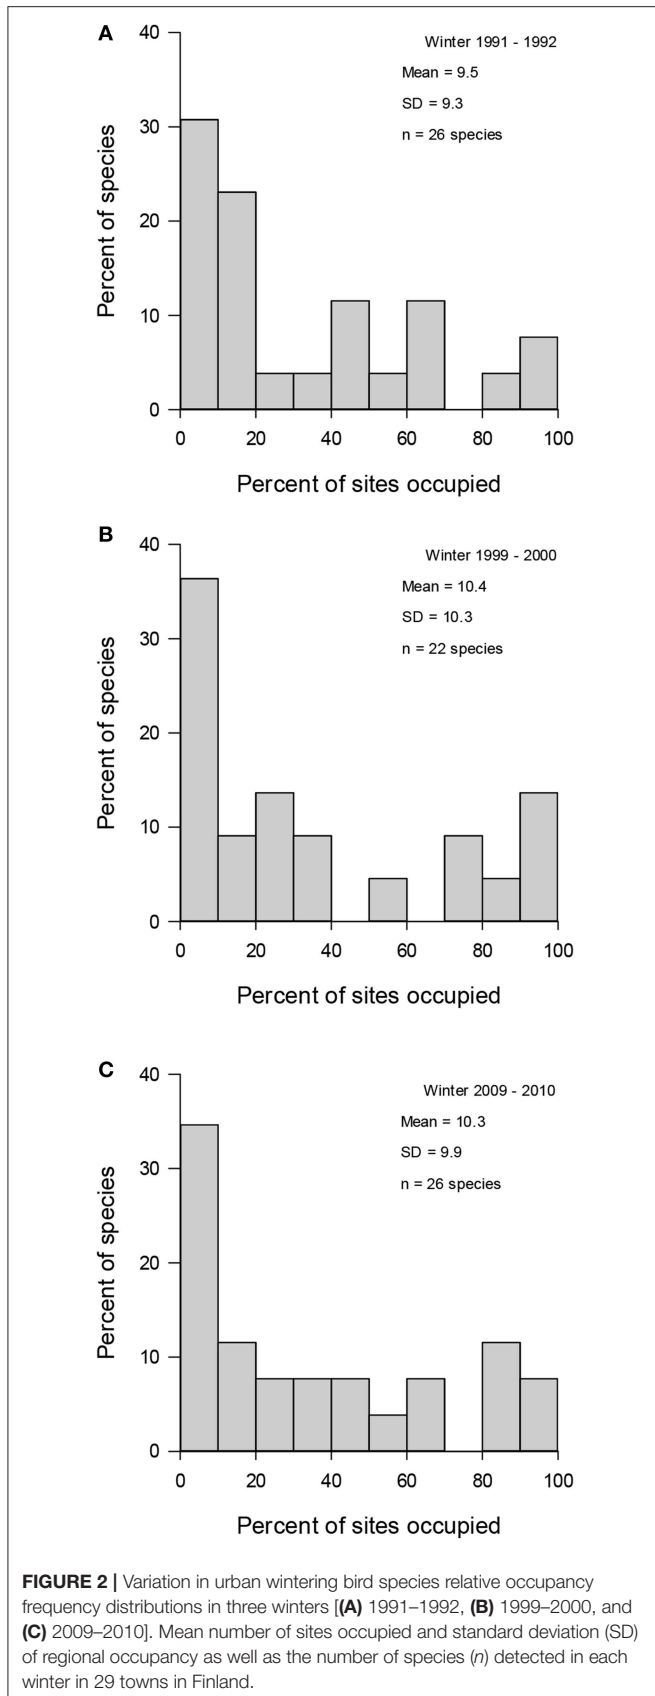 A
Winter 1991 - 1992
Mean = 9.5
SD = 9.3
n = 26 species
Percent of species
40
30
20
10
0
0 20 40 60 80 100
Percent of sites occupied
B
Winter 1999 - 2000
Mean = 10.4
SD = 10.3
n = 22 species
Percent of species
40
30
20
10
0
0 20 40 60 80 100
Percent of sites occupied
C
Winter 2009 - 2010
Mean = 10.3
SD = 9.9
n = 26 species
Percent of species
40
30
20
10
0
0 20 40 60 80 100
Percent of sites occupied
FIGURE 2 | Variation in urban wintering bird species relative occupancy
frequency distributions in three winters [(A) 1991–1992, (B) 1999–2000, and
(C) 2009–2010]. Mean number of sites occupied and standard deviation (SD)
of regional occupancy as well as the number of species (n) detected in each
winter in 29 towns in Finland.